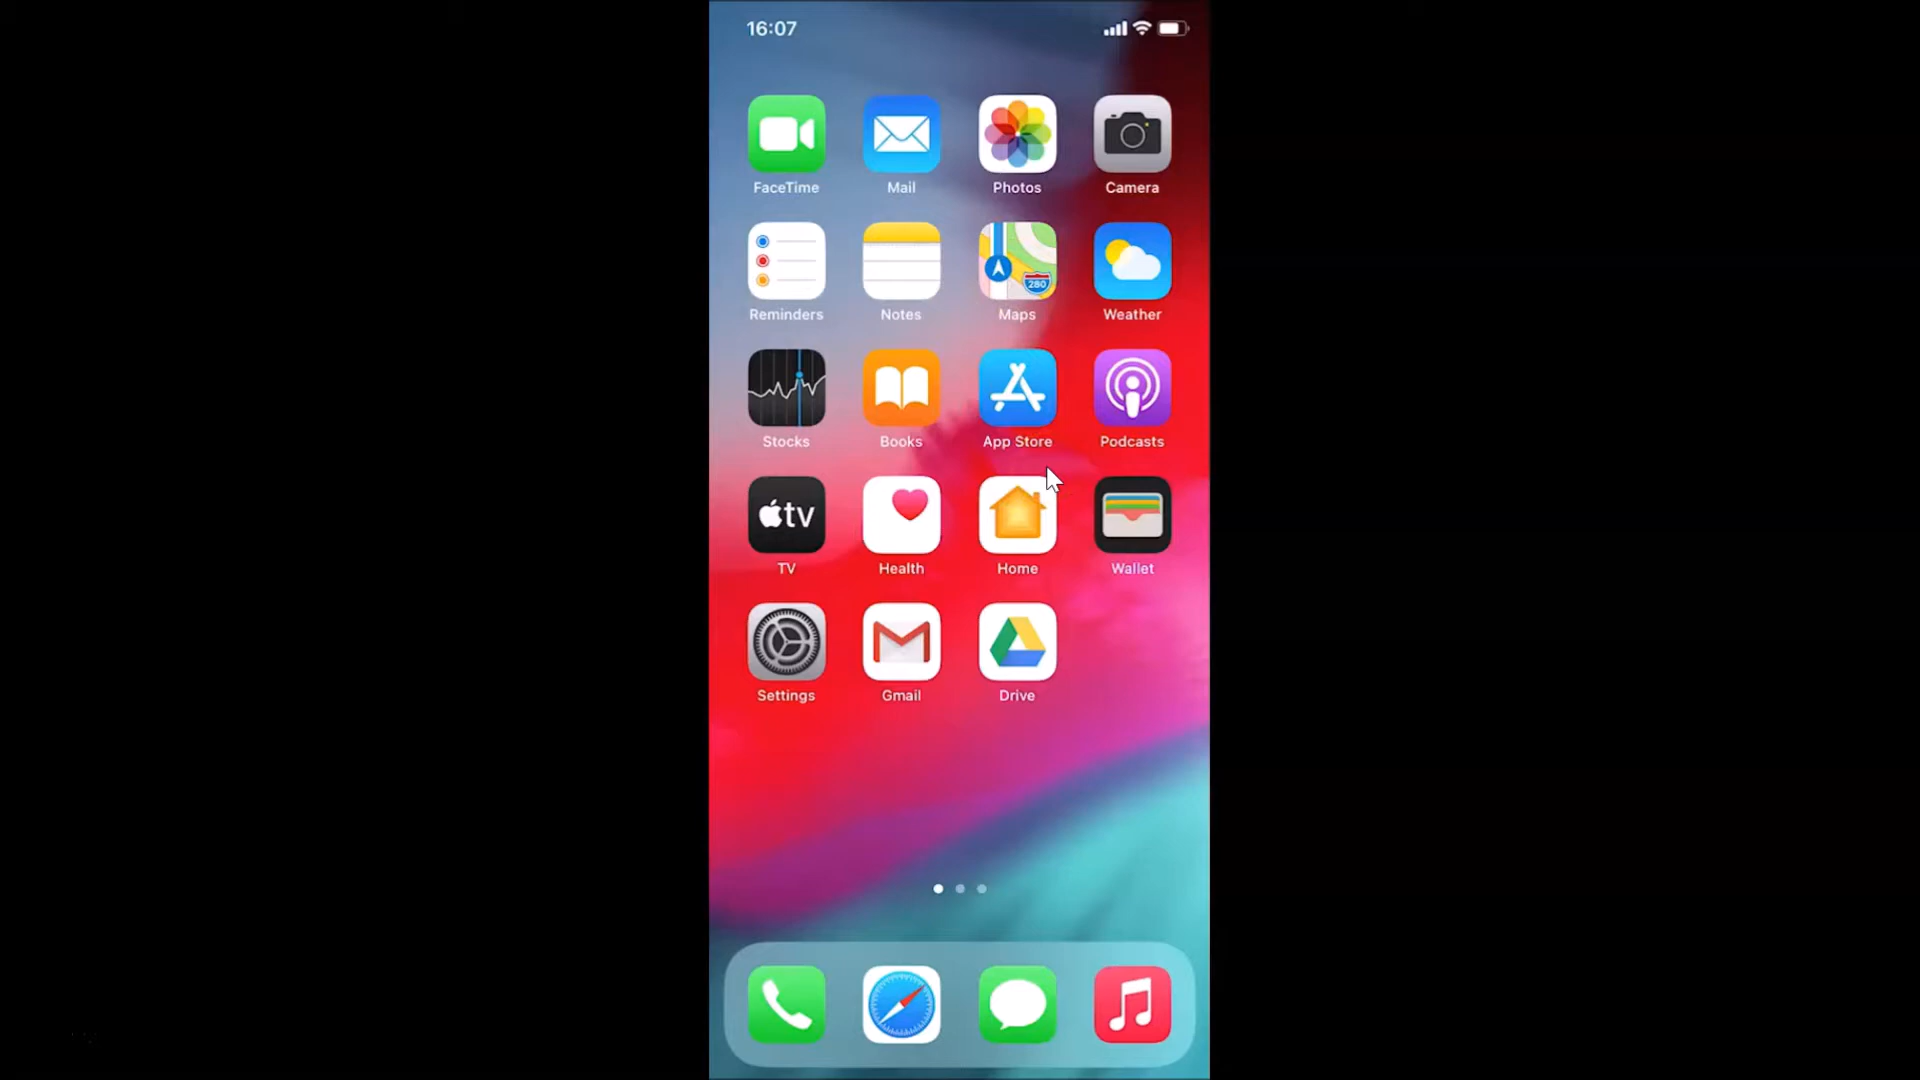 16:07
FaceTime Mail Photos Camera
280
Reminders Notes Maps Weather
Stocks Books App Store Podcasts
tv
TV Health Home Wallet
Settings Gmail Drive